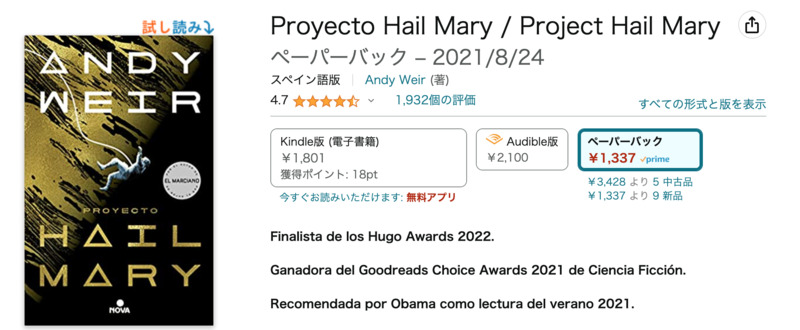 試し読み
ANDY
WEIR
EL MARCIANO
PROYECTO
HAIL
MARY
NOVA
Proyecto Hail Mary / Project Hail Mary
ペーパーバック – 2021/8/24
スペイン語版 Andy Weir (著)
4.7 1,932個の評価
すべての形式と版を表示
Kindle版 (電子書籍)
￥1,801
獲得ポイント: 18pt
今すぐお読みいただけます: 無料アプリ
Audible版
￥2,100
ペーパーバック
￥1,337 prime
￥3,428 より 5 中古品
￥1,337 より 9 新品
Finalista de los Hugo Awards 2022.
Ganadora del Goodreads Choice Awards 2021 de Ciencia Ficción.
Recomendada por Obama como lectura del verano 2021.